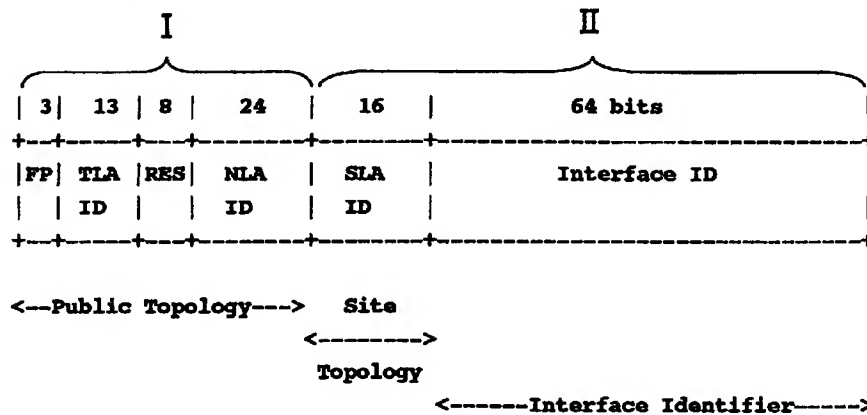 I II
| 3| 13 | 8 | 24 | 16 | 64 bits |
+--+-----+---+--------+--------+--------------------------------+
|FP| TLA |RES| NLA | SLA | Interface ID |
| | ID | | ID | ID | |
+--+-----+---+--------+--------+--------------------------------+
<--Public Topology---> Site
<-------->
Topology
<------Interface Identifier----->